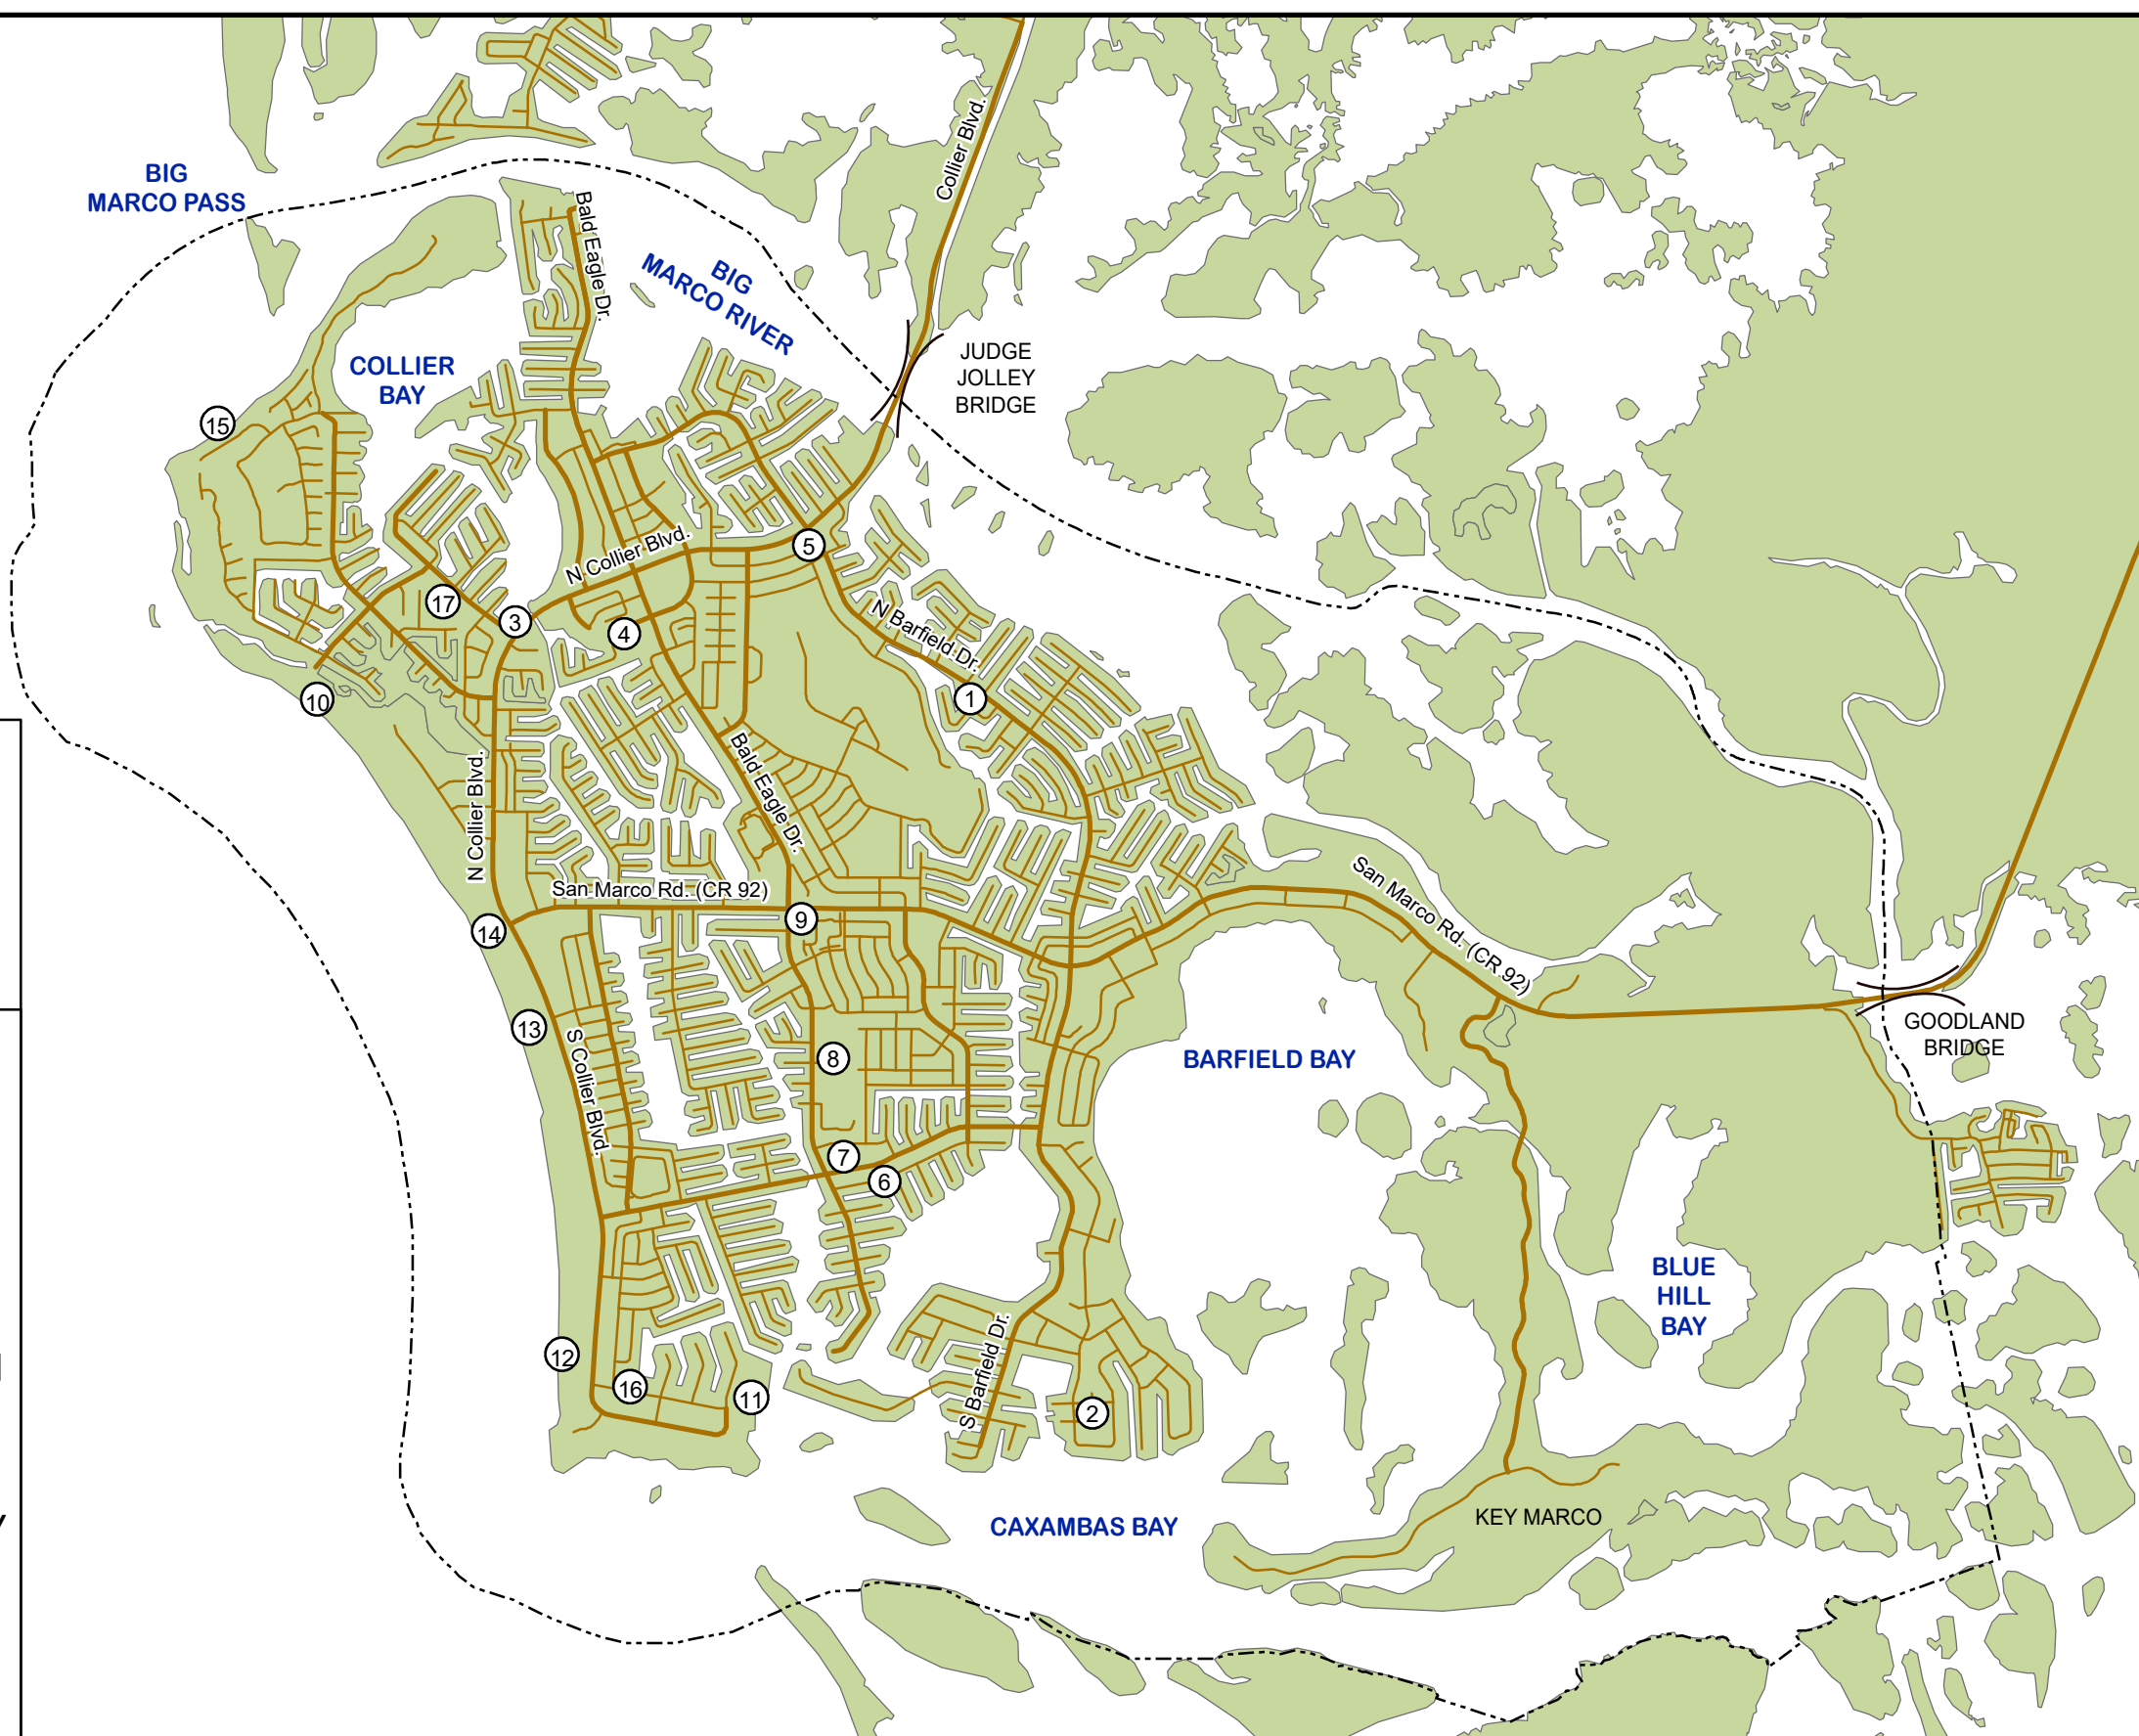 BIG
MARCO PASS
Collier Blvd.
Bald Eagle Dr.
BIG
MARCO RIVER
COLLIER
BAY
JUDGE
JOLLEY
BRIDGE
15
N Collier Blvd.
5
17
3
4
N Barfield Dr.
10
1
N Collier Blvd.
Bald Eagle Dr.
San Marco Rd. (CR 92)
San Marco Rd. (CR 92)
9
14
13
S Collier Blvd.
8
BARFIELD BAY
GOODLAND
BRIDGE
7
6
BLUE
HILL
BAY
12
16
11
S Barfield Dr.
2
CAXAMBAS BAY
KEY MARCO